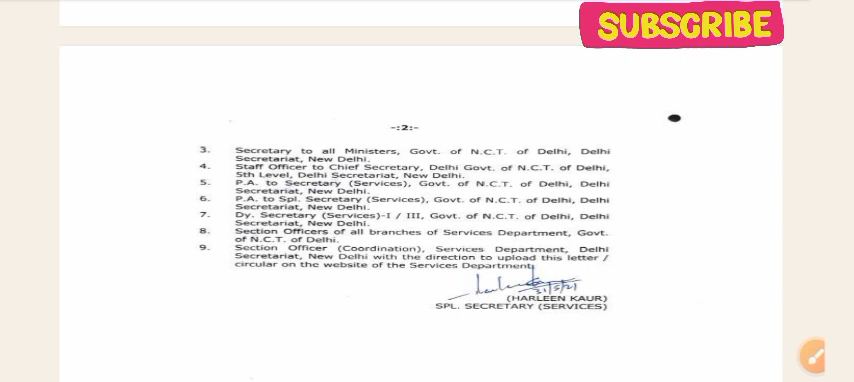 SUBSCRIBE
-:2:-
3. Secretary to all Ministers, Govt. of N.C.T. of Delhi, Delhi
Secretariat, New Delhi.
4. Staff Officer to Chief Secretary, Delhi Govt. of N.C.T. of Delhi,
5th Level, Delhi Secretariat, New Delhi.
5. P.A. to Secretary (Services), Govt. of N.C.T. of Delhi, Delhi
Secretariat, New Delhi.
6. P.A. to Spl. Secretary (Services), Govt. of N.C.T. of Delhi, Delhi
Secretariat, New Delhi.
7. Dy. Secretary (Services)-I / III, Govt. of N.C.T. of Delhi, Delhi
Secretariat, New Delhi.
8. Section Officers of all branches of Services Department, Govt.
of N.C.T. of Delhi.
9. Section Officer (Coordination), Services Department, Delhi
Secretariat, New Delhi with the direction to upload this letter /
circular on the website of the Services Department.
31/5/21
(HARLEEN KAUR)
SPL. SECRETARY (SERVICES)